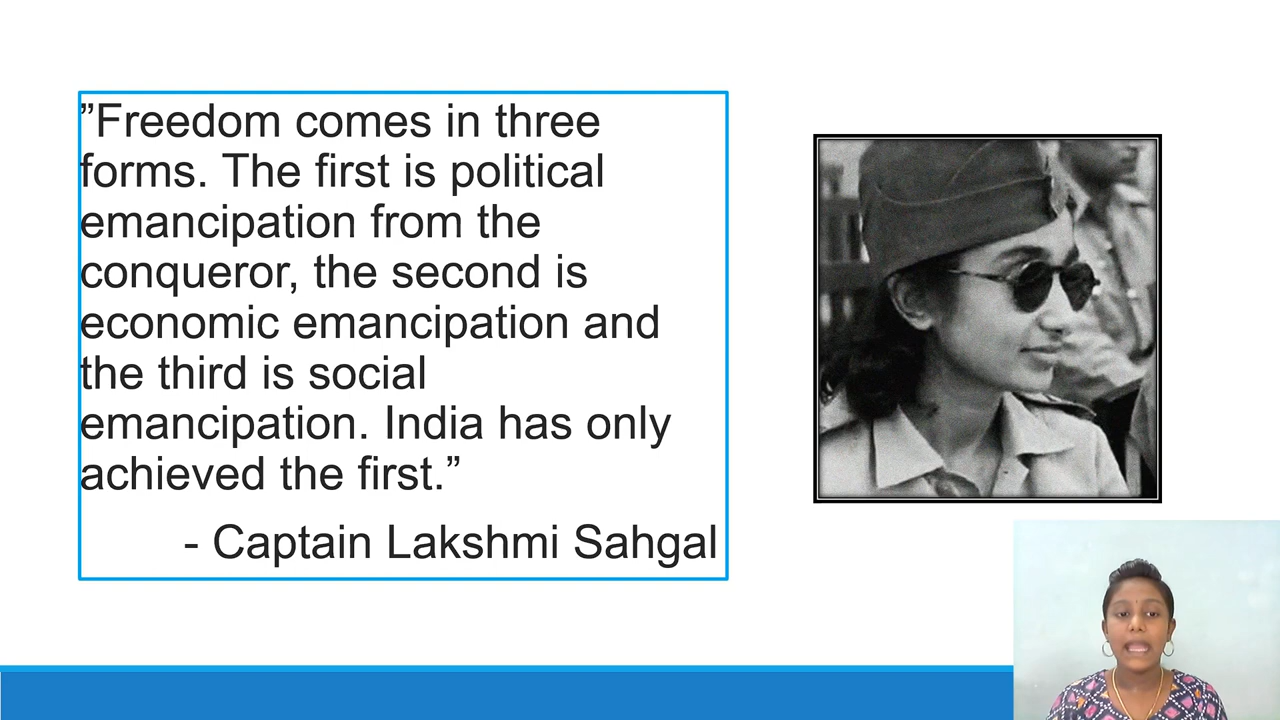 ”Freedom comes in three
forms. The first is political
emancipation from the
conqueror, the second is
economic emancipation and
the third is social
emancipation. India has only
achieved the first.”
- Captain Lakshmi Sahgal